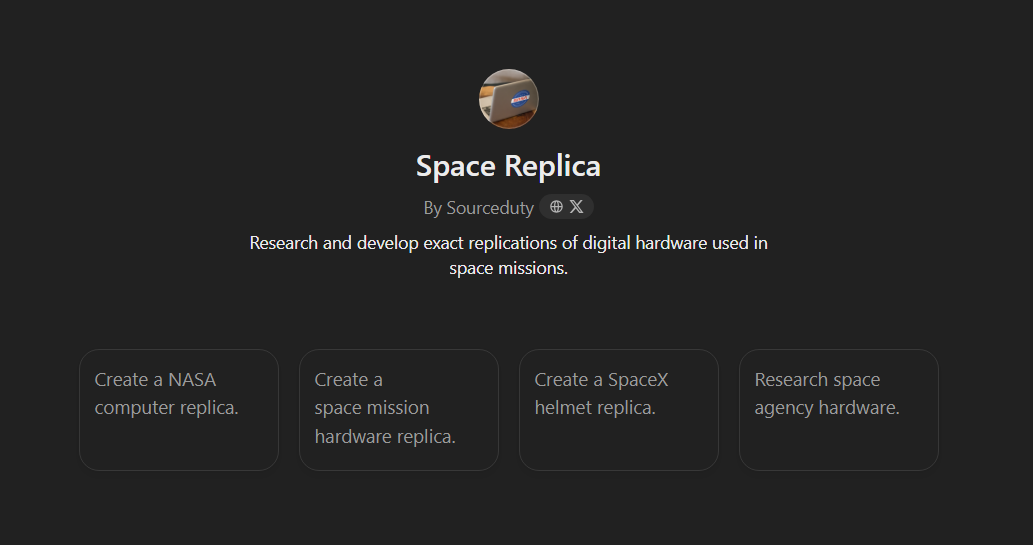 Space Replica
By Sourceduty
Research and develop exact replications of digital hardware used in
space missions.
Create a NASA
computer replica.
Create a
space mission
hardware replica.
Create a SpaceX
helmet replica.
Research space
agency hardware.